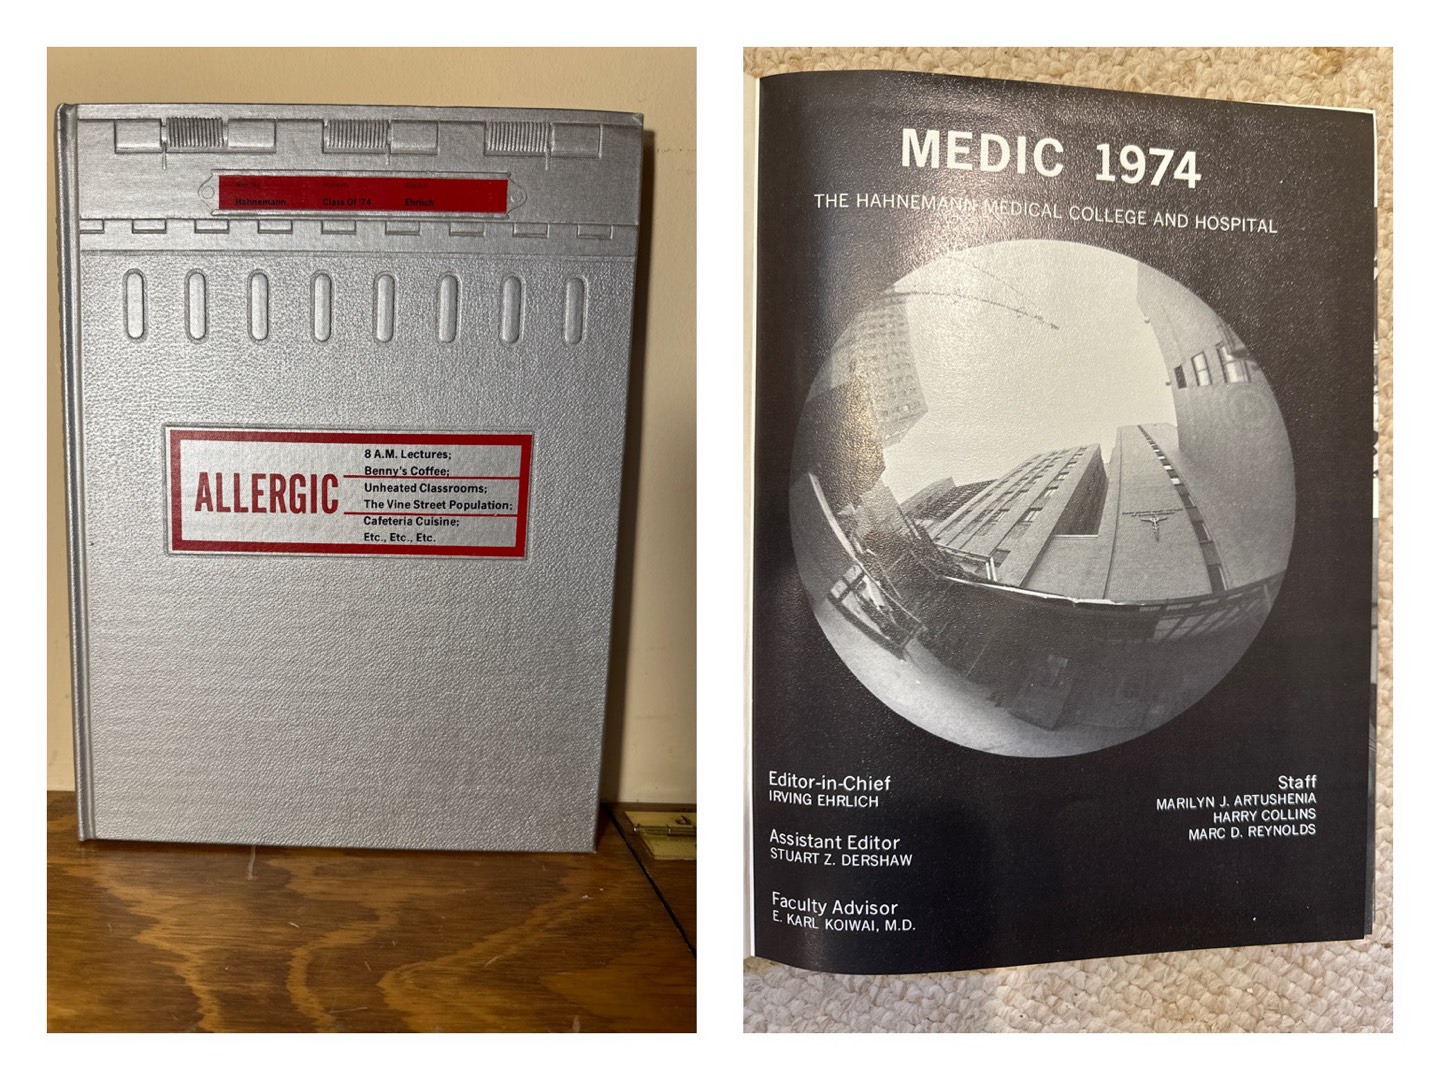 Hahnemann Class Of '74 Ehrlich
ALLERGIC
8 A.M. Lectures;
Benny's Coffee;
Unheated Classrooms;
The Vine Street Population;
Cafeteria Cuisine;
Etc., Etc., Etc.
MEDIC 1974
THE HAHNEMANN MEDICAL COLLEGE AND HOSPITAL
Editor-in-Chief
IRVING EHRLICH
Assistant Editor
STUART Z. DERSHAW
Faculty Advisor
E. KARL KOIWAI, M.D.
Staff
MARILYN J. ARTUSHENIA
HARRY COLLINS
MARC D. REYNOLDS